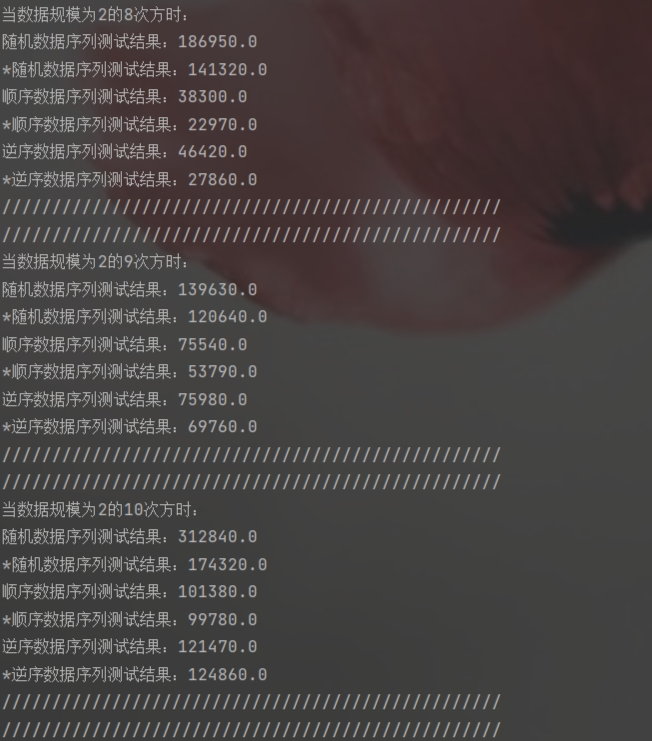 当数据规模为2的8次方时:
随机数据序列测试结果: 186950.0
*随机数据序列测试结果: 141320.0
顺序数据序列测试结果: 38300.0
*顺序数据序列测试结果: 22970.0
逆序数据序列测试结果: 46420.0
*逆序数据序列测试结果: 27860.0
//////////////////////////////////////////////////
//////////////////////////////////////////////////
当数据规模为2的9次方时:
随机数据序列测试结果: 139630.0
*随机数据序列测试结果: 120640.0
顺序数据序列测试结果: 75540.0
*顺序数据序列测试结果: 53790.0
逆序数据序列测试结果: 75980.0
*逆序数据序列测试结果: 69760.0
//////////////////////////////////////////////////
//////////////////////////////////////////////////
当数据规模为2的10次方时:
随机数据序列测试结果: 312840.0
*随机数据序列测试结果: 174320.0
顺序数据序列测试结果: 101380.0
*顺序数据序列测试结果: 99780.0
逆序数据序列测试结果: 121470.0
*逆序数据序列测试结果: 124860.0
//////////////////////////////////////////////////
//////////////////////////////////////////////////